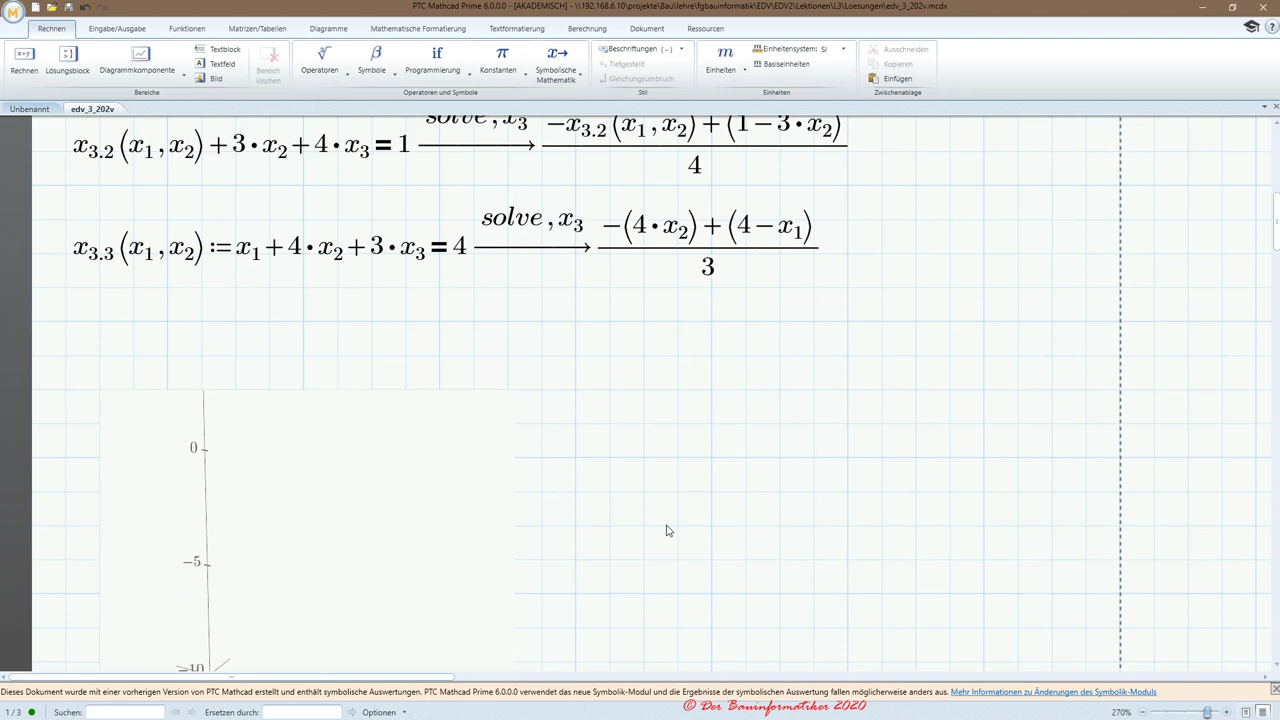 PTC Mathcad Prime 6.0.0.0 - [AKADEMISCH] - \\192.168.6.10\projekte\Bau\lehre\fgbauinformatik\EDV\EDV2\Lektionen\L3\Loesungen\edv_3_202v.mcdx
Rechnen Eingabe/Ausgabe Funktionen Matrizen/Tabellen Diagramme Mathematische Formatierung Textformatierung Berechnung Dokument Ressourcen
Rechnen Lösungsblock Diagrammkomponente Textblock Textfeld Bild Bereich löschen
Operatoren Symbole Programmierung Konstanten Symbolische Mathematik
Beschriftungen ( - ) Tiefgestellt Gleichungsumbruch
Einheiten Einheitensystem: SI Basiseinheiten
Ausschneiden Kopieren Einfügen
Bereiche Operatoren und Symbole Stil Einheiten Zwischenablage
Unbenannt edv_3_202v
x₃.₂(x₁,x₂)+3·x₂+4·x₃=1 solve,x₃ → (−x₃.₂(x₁,x₂)+(1−3·x₂))/4
x₃.₃(x₁,x₂)≔x₁+4·x₂+3·x₃=4 solve,x₃ → (−(4·x₂)+(4−x₁))/3
0
−5
−10
Dieses Dokument wurde mit einer vorherigen Version von PTC Mathcad erstellt und enthält symbolische Auswertungen. PTC Mathcad Prime 6.0.0.0 verwendet das neue Symbolik-Modul und die Ergebnisse der symbolischen Auswertung fallen möglicherweise anders aus. Mehr Informationen zu Änderungen des Symbolik-Moduls
1 / 3 Suchen: Ersetzen durch: Optionen 270%
© Der Bauinformatiker 2020